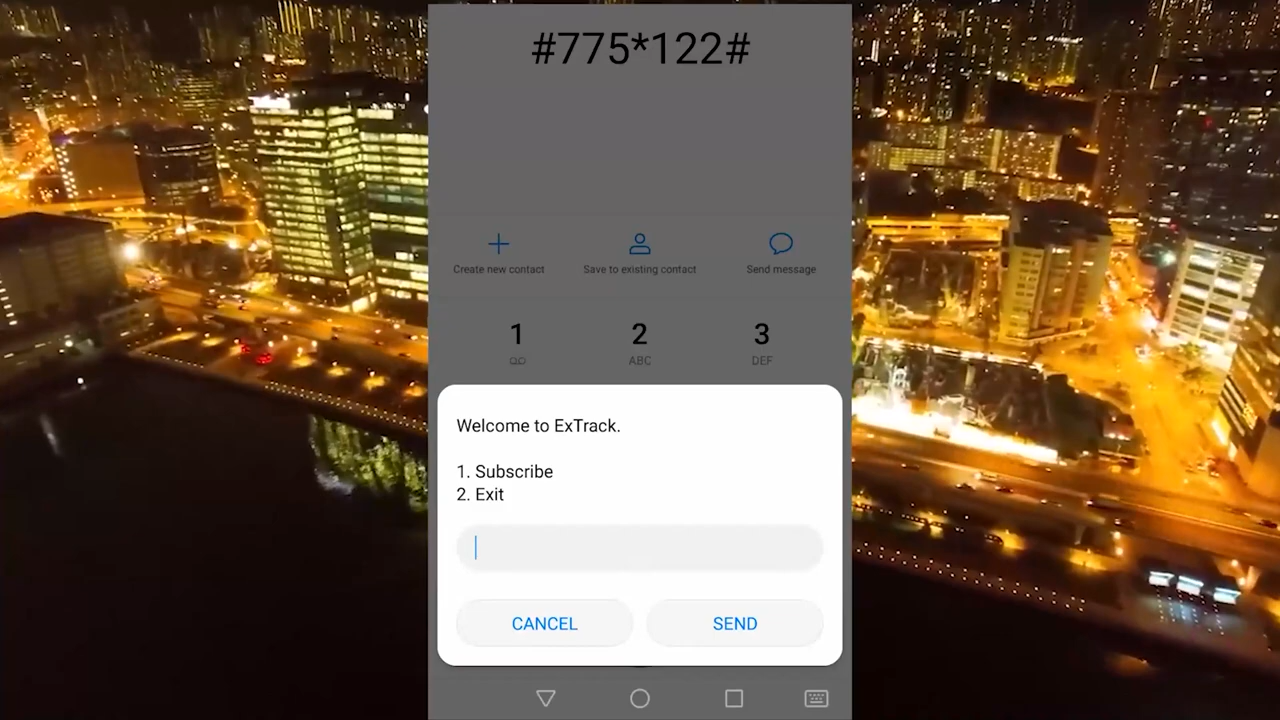 #775*122#
Create new contact
Save to existing contact
Send message
1
2
ABC
3
DEF
Welcome to ExTrack.
1. Subscribe
2. Exit
CANCEL
SEND